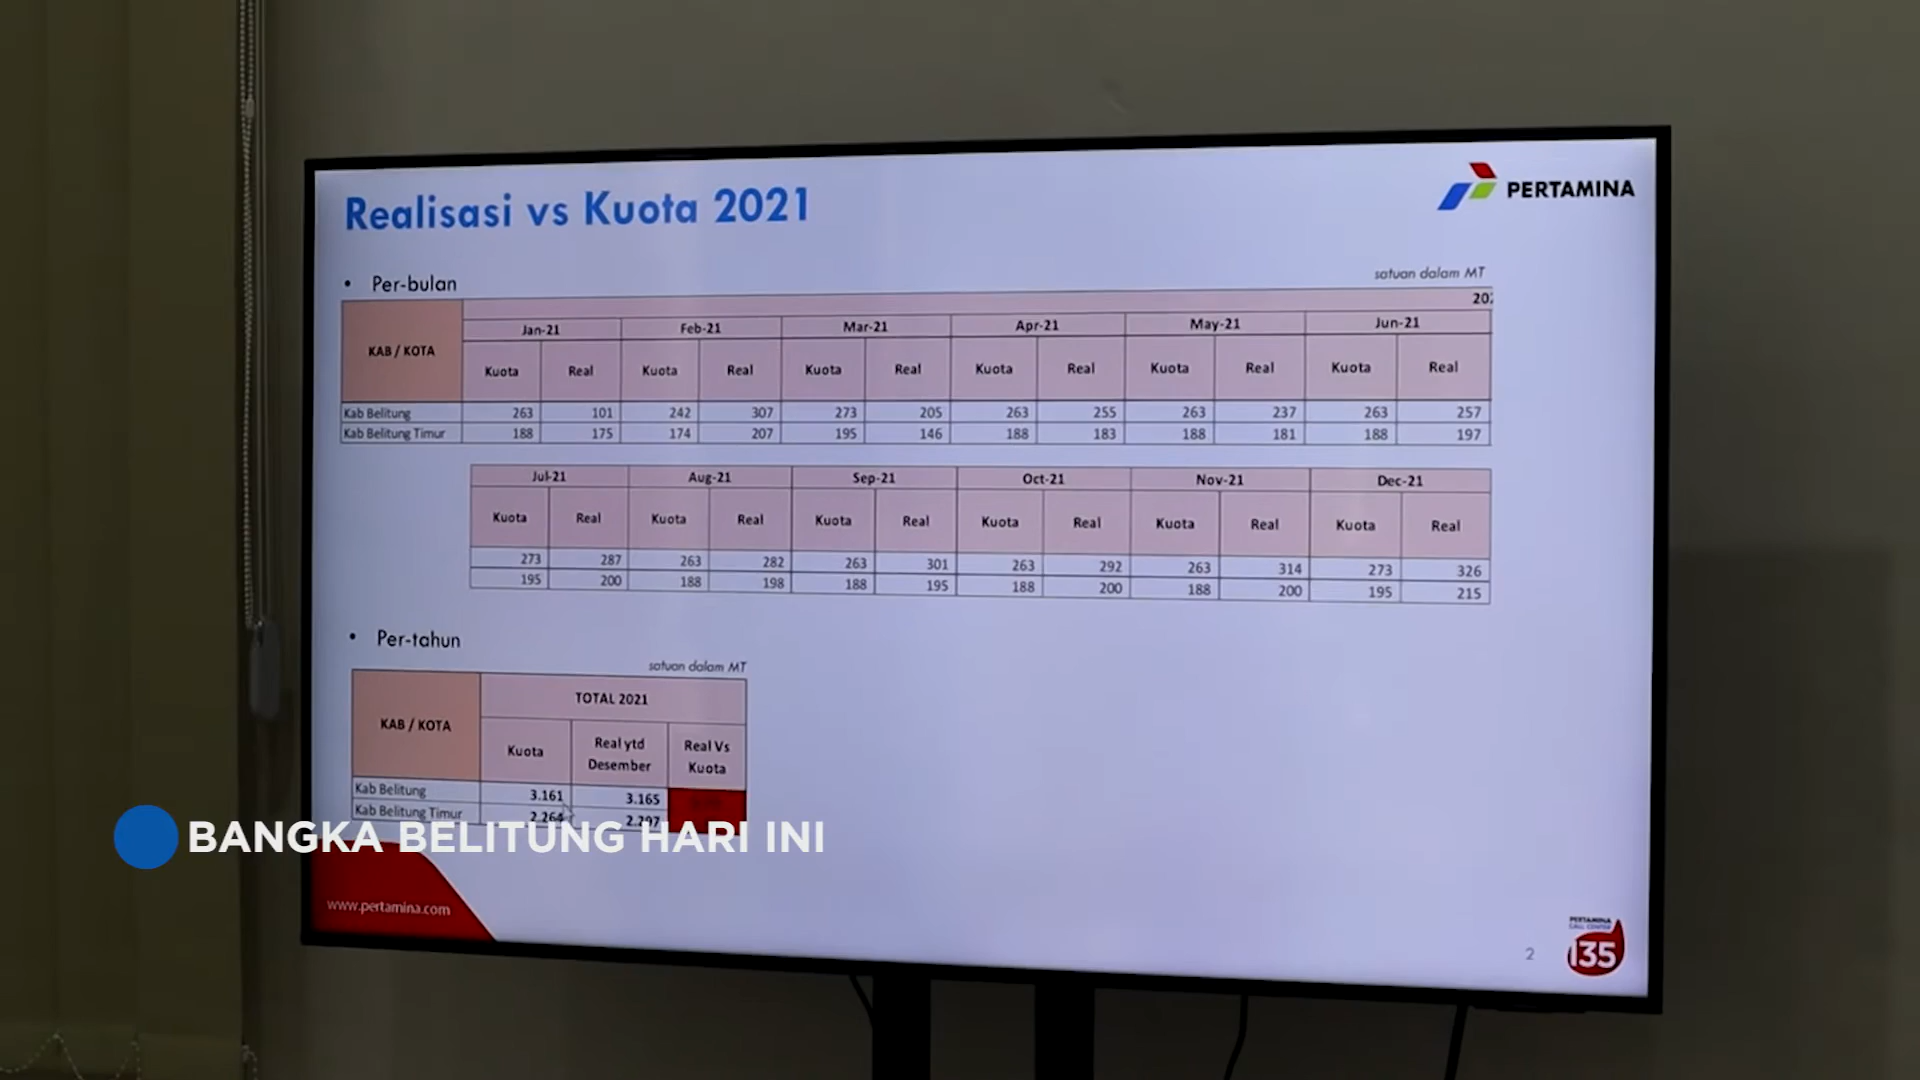 Realisasi vs Kuota 2021
PERTAMINA
• Per-bulan
satuan dalam MT
KAB / KOTA
Jan-21 Feb-21 Mar-21 Apr-21 May-21 Jun-21
Kuota Real Kuota Real Kuota Real Kuota Real Kuota Real Kuota Real
Kab Belitung 263 101 242 307 273 205 263 255 263 237 263 257
Kab Belitung Timur 188 175 174 207 195 146 188 183 188 181 188 197
Jul-21 Aug-21 Sep-21 Oct-21 Nov-21 Dec-21
Kuota Real Kuota Real Kuota Real Kuota Real Kuota Real Kuota Real
273 287 263 282 263 301 263 292 263 314 273 326
195 200 188 198 188 195 188 200 188 200 195 215
• Per-tahun
satuan dalam MT
KAB / KOTA
TOTAL 2021
Kuota Real ytd Real Vs
Desember Kuota
Kab Belitung 3.161 3.165
Kab Belitung Timur 2.264 2.297
BANGKA BELITUNG HARI INI
www.pertamina.com
2
PERTAMINA
CALL CENTER
135